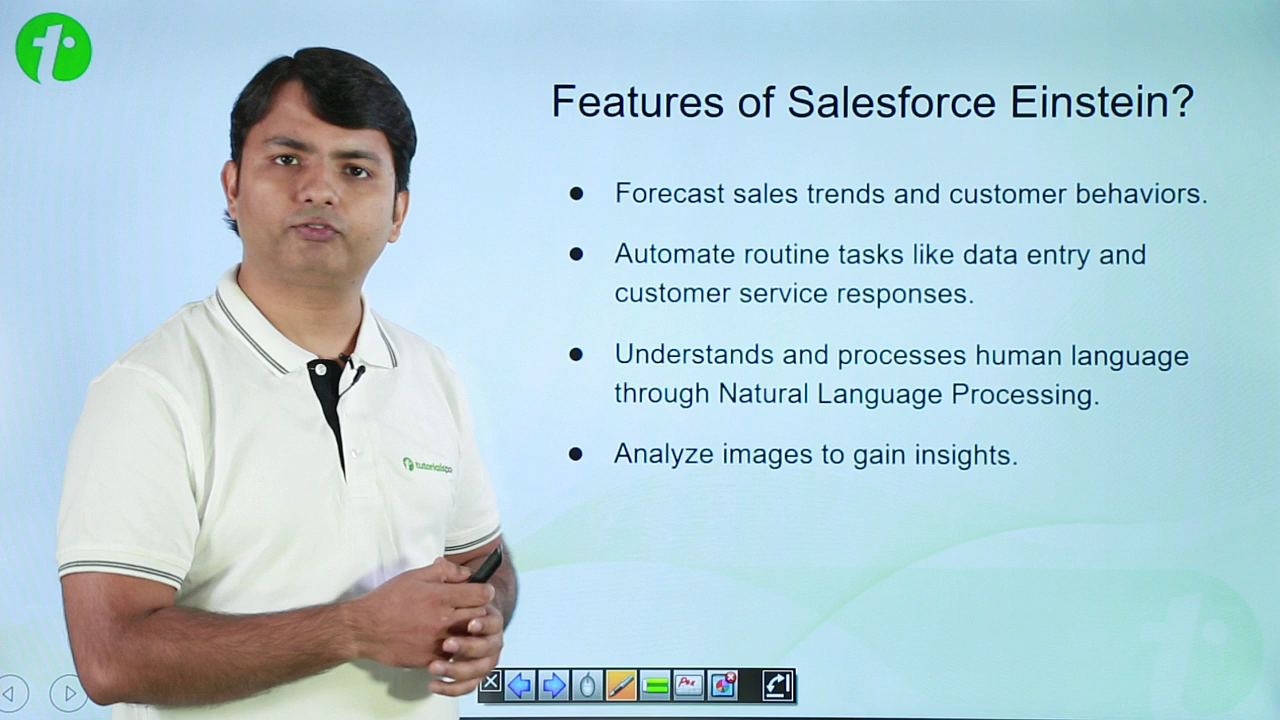 Features of Salesforce Einstein?
● Forecast sales trends and customer behaviors.
● Automate routine tasks like data entry and
customer service responses.
● Understands and processes human language
through Natural Language Processing.
● Analyze images to gain insights.
tutorialspo